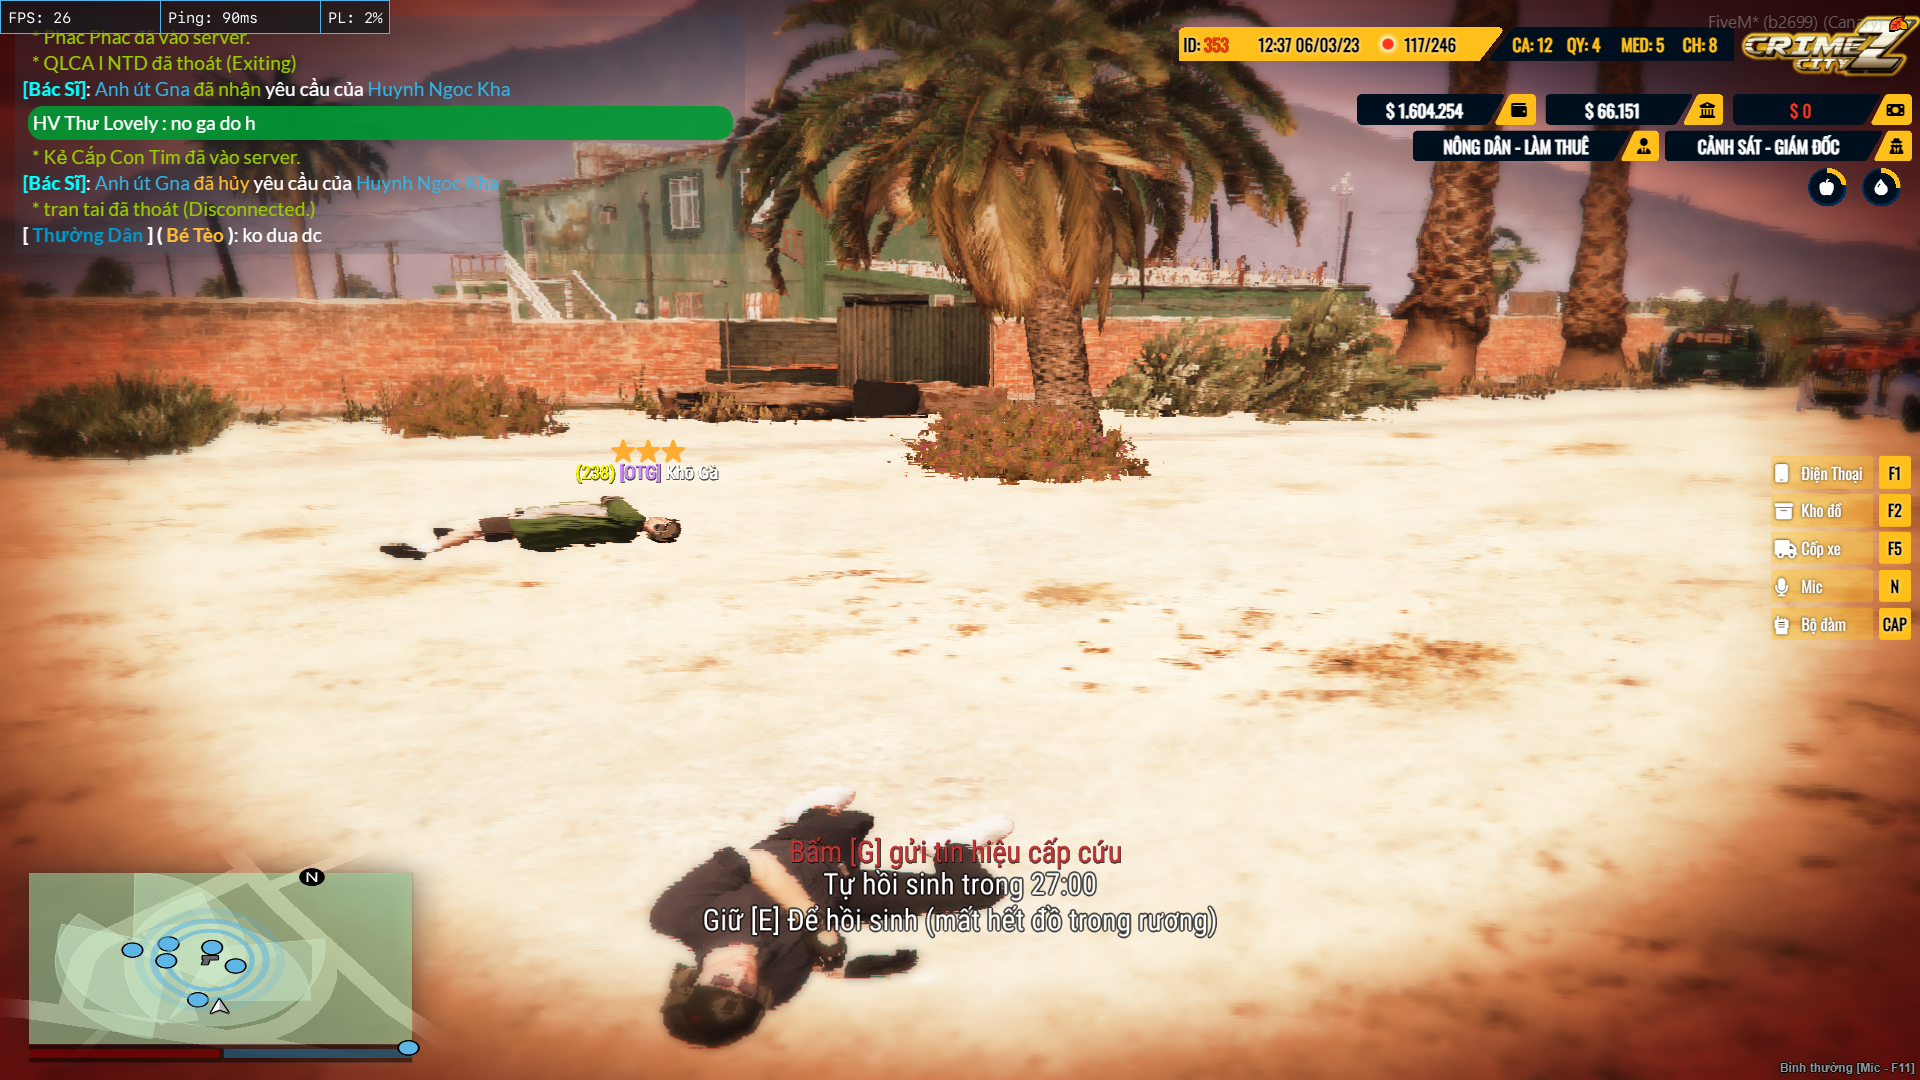 FPS: 26 Ping: 90ms PL: 2%
* Phac Phac đã vào server.
* QLCA I NTD đã thoát (Exiting)
[Bác Sĩ]: Anh út Gna đã nhận yêu cầu của Huynh Ngoc Kha
HV Thư Lovely : no ga do h
* Kẻ Cắp Con Tim đã vào server.
[Bác Sĩ]: Anh út Gna đã hủy yêu cầu của Huynh Ngoc Kha
* tran tai đã thoát (Disconnected.)
[ Thường Dân ] ( Bé Tèo ): ko dua dc
FiveM* (b2699) (Canary)
ID: 353 12:37 06/03/23 117/246 CA: 12 QY: 4 MED: 5 CH: 8
CRIME CITY Z
$ 1.604.254 $ 66.151 $ 0
NÔNG DÂN - LÀM THUÊ CẢNH SÁT - GIÁM ĐỐC
(238) [OTG] Khô Gà
Điện Thoại F1
Kho đồ F2
Cốp xe F5
Mic N
Bộ đàm CAP
Bấm [G] gửi tín hiệu cấp cứu
Tự hồi sinh trong 27:00
Giữ [E] Để hồi sinh (mất hết đồ trong rương)
N
Bình thường [Mic - F11]